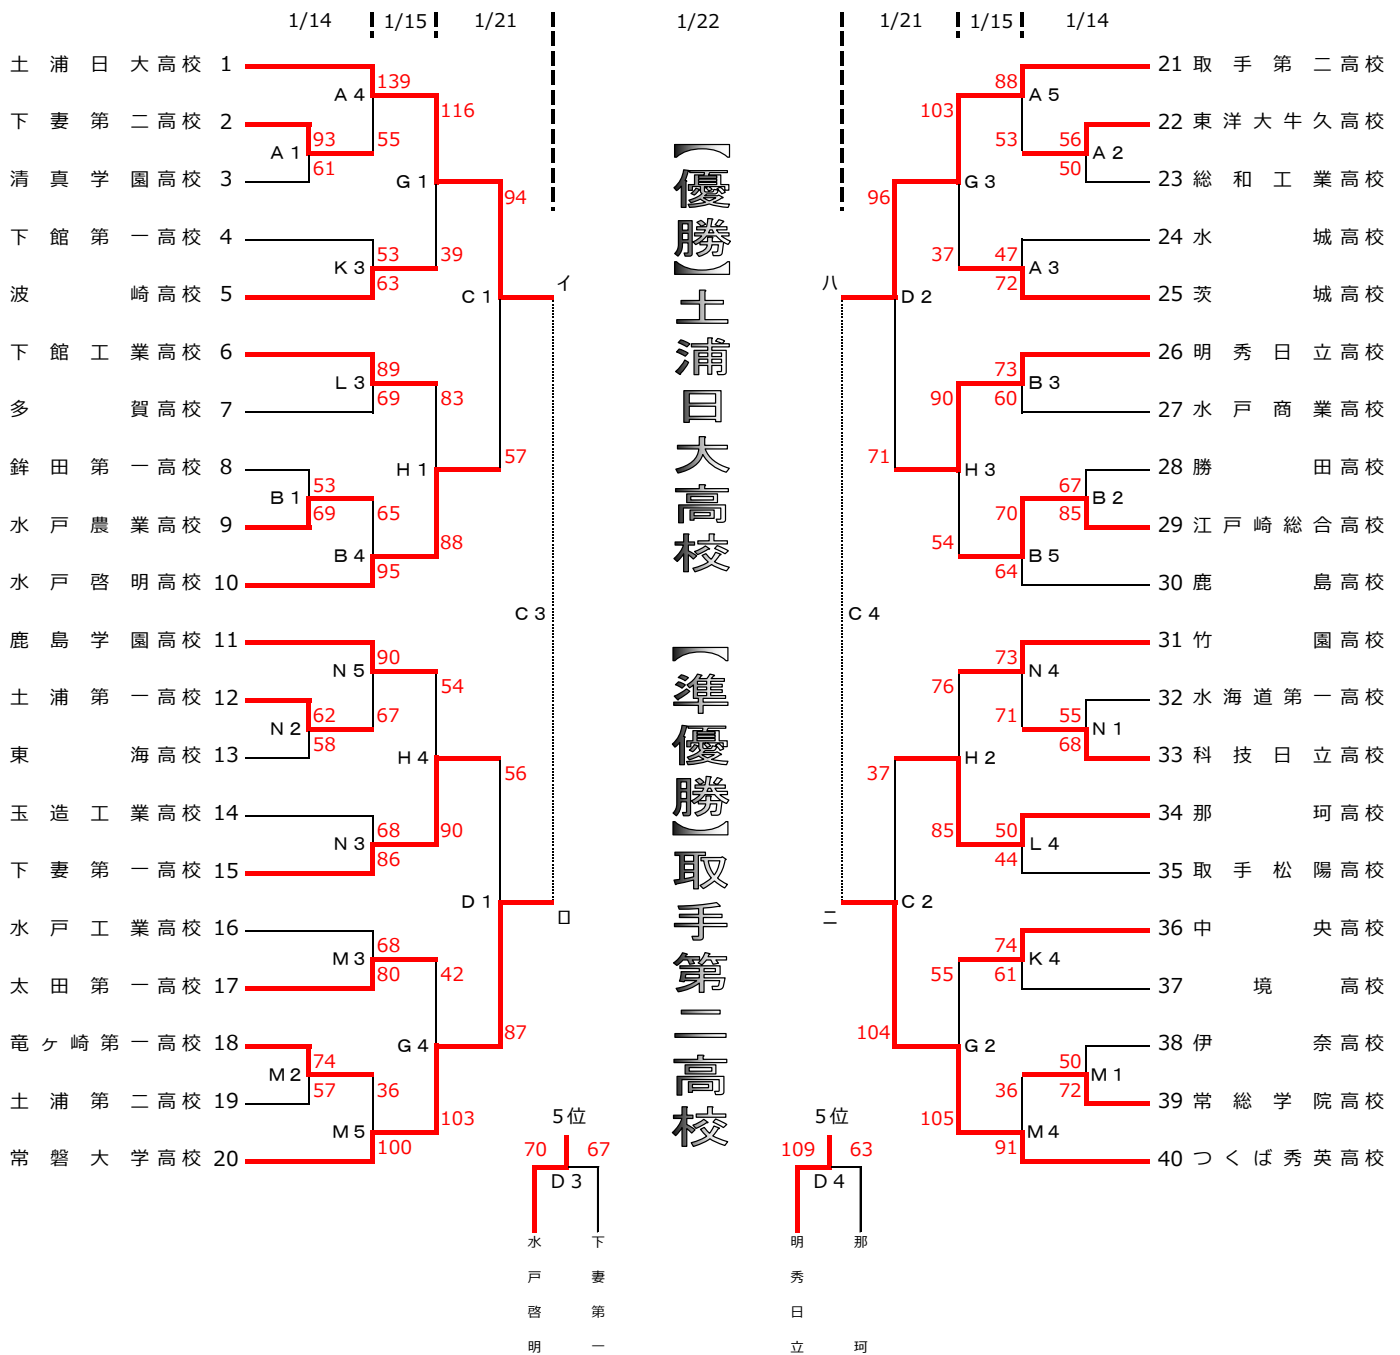 1/14 1/15 1/21 1/22 1/21 1/15 1/14
土浦日大高校 1
下妻第二高校 2
清真学園高校 3
下館第一高校 4
波崎高校 5
下館工業高校 6
多賀高校 7
鉾田第一高校 8
水戸農業高校 9
水戸啓明高校 10
鹿島学園高校 11
土浦第一高校 12
東海高校 13
玉造工業高校 14
下妻第一高校 15
水戸工業高校 16
太田第一高校 17
竜ヶ崎第一高校 18
土浦第二高校 19
常磐大学高校 20
A4 139 55
A1 93 61
K3 53 63
L3 89 69
B1 53 69
B4 65 95
N5 90 67
N2 62 58
N3 68 86
M3 68 80
M2 74 57
M5 36 100
G1 116 39
H1 83 88
H4 54 90
G4 42 103
C1 94 57
D1 56 87
イ
ロ
C3
【優勝】土浦日大高校
【準優勝】取手第二高校
ハ
ニ
C4
D2 96 71
C2 37 104
G3 103 37
H3 90 54
H2 76 85
G2 55 105
A5 88 53
A2 56 50
A3 47 72
B3 73 60
B2 67 85
B5 70 64
N4 73 71
N1 55 68
L4 50 44
K4 74 61
M1 50 72
M4 36 91
21 取手第二高校
22 東洋大牛久高校
23 総和工業高校
24 水城高校
25 茨城高校
26 明秀日立高校
27 水戸商業高校
28 勝田高校
29 江戸崎総合高校
30 鹿島高校
31 竹園高校
32 水海道第一高校
33 科技日立高校
34 那珂高校
35 取手松陽高校
36 中央高校
37 境高校
38 伊奈高校
39 常総学院高校
40 つくば秀英高校
5位
70 67
D3
水戸啓明
下妻第一
5位
109 63
D4
明秀日立
那珂